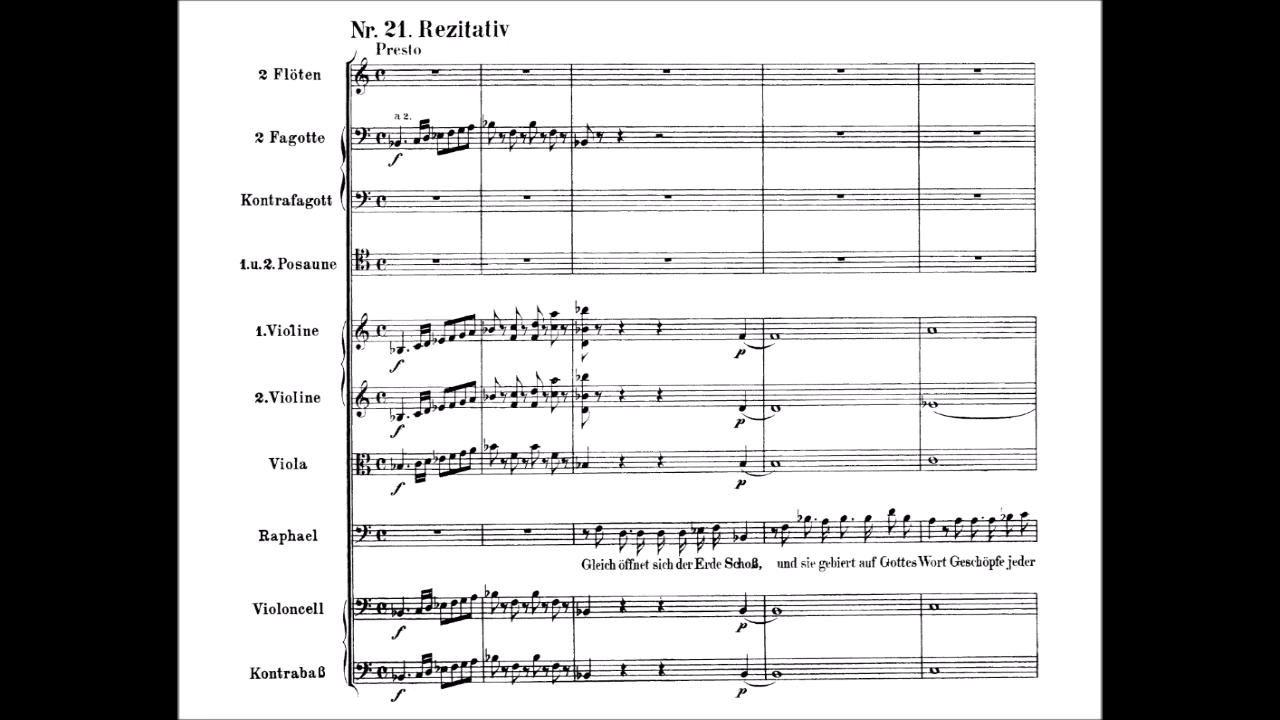 Nr. 21. Rezitativ
Presto
2 Flöten
a 2.
2 Fagotte
f
Kontrafagott
1.u.2.Posaune
1.Violine
f
p
2.Violine
f
p
Viola
f
p
Raphael
Gleich öffnet sich der Erde Schoß, und sie gebiert auf Gottes Wort Geschöpfe jeder
Violoncell
f
p
Kontrabaß
f
p